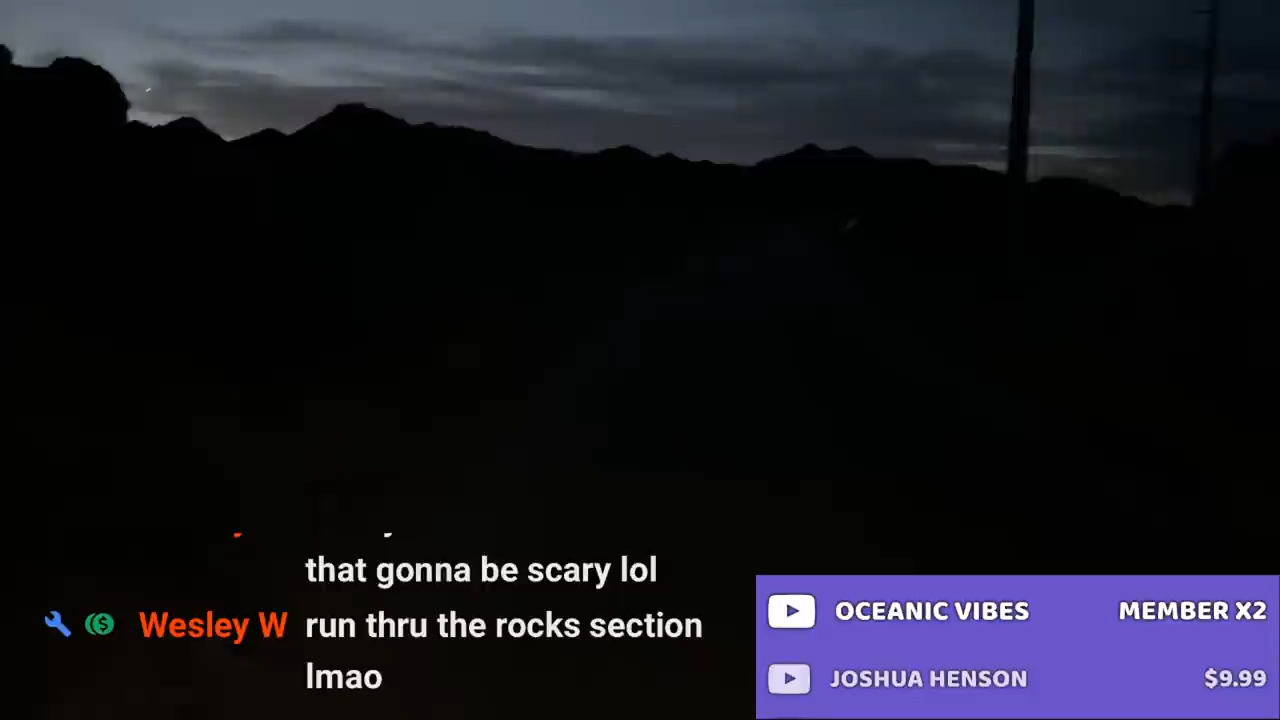 that gonna be scary lol
Wesley W run thru the rocks section
lmao
OCEANIC VIBES MEMBER X2
JOSHUA HENSON $9.99